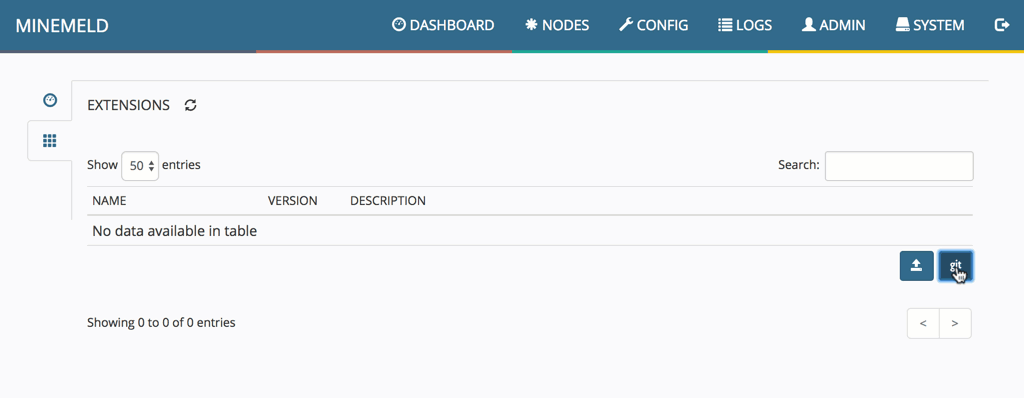 MINEMELD DASHBOARD NODES CONFIG LOGS ADMIN SYSTEM
EXTENSIONS
Show 50 entries Search:
NAME VERSION DESCRIPTION
No data available in table
git
Showing 0 to 0 of 0 entries < >